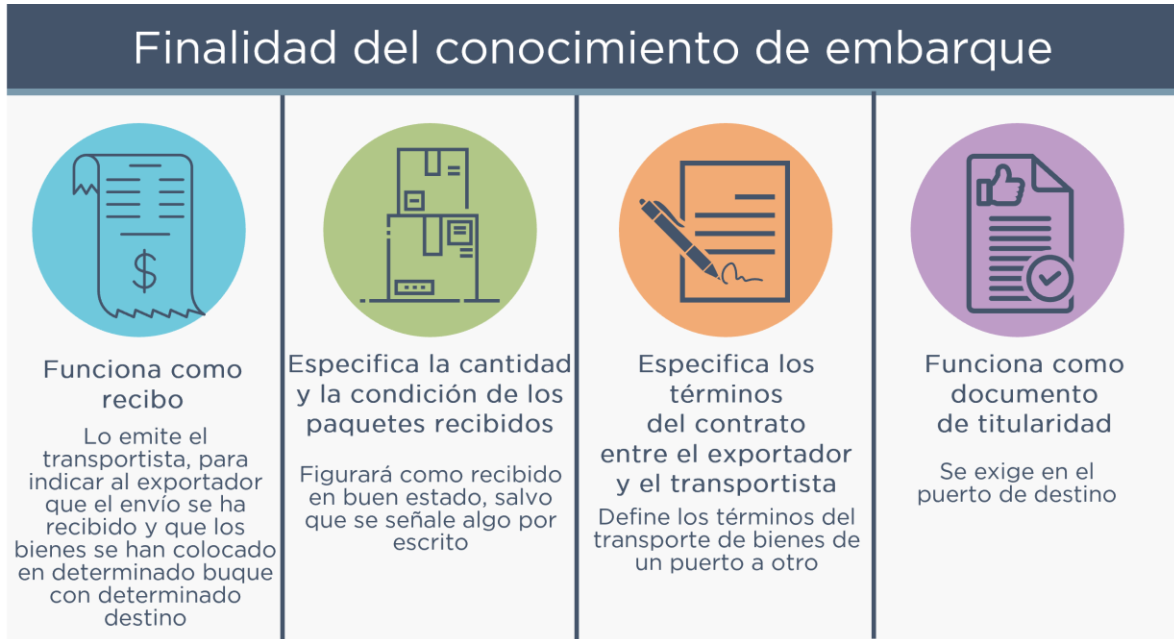 Finalidad del conocimiento de embarque
$
Funciona como
recibo
Lo emite el
transportista, para
indicar al exportador
que el envío se ha
recibido y que los
bienes se han colocado
en determinado buque
con determinado
destino
Especifica la cantidad
y la condición de los
paquetes recibidos
Figurará como recibido
en buen estado, salvo
que se señale algo por
escrito
Especifica los
términos
del contrato
entre el exportador
y el transportista
Define los términos del
transporte de bienes de
un puerto a otro
Funciona como
documento
de titularidad
Se exige en el
puerto de destino